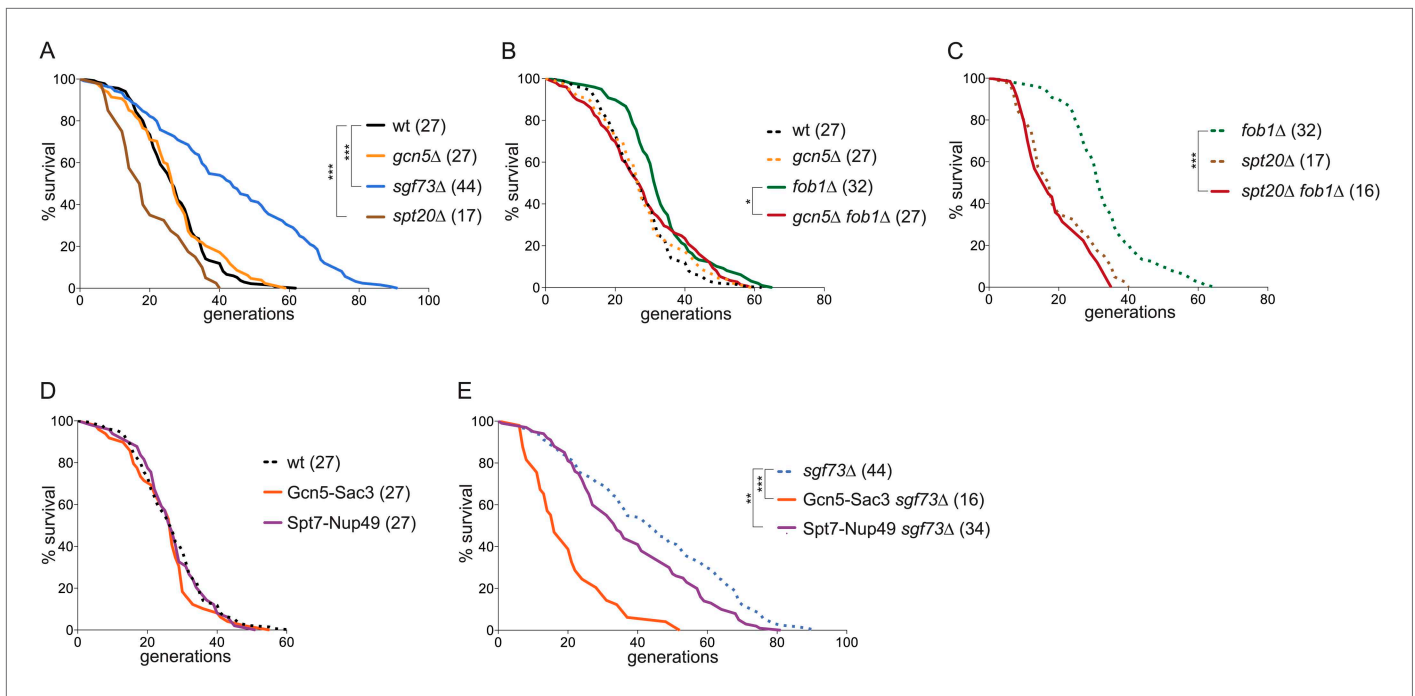 A
% survival
100
80
60
40
20
0
0 20 40 60 80 100
generations
***
***
wt (27)
gcn5Δ (27)
sgf73Δ (44)
spt20Δ (17)
B
% survival
100
80
60
40
20
0
0 20 40 60 80
generations
wt (27)
gcn5Δ (27)
fob1Δ (32)
*
gcn5Δ fob1Δ (27)
C
% survival
100
80
60
40
20
0
0 20 40 60 80
generations
***
fob1Δ (32)
spt20Δ (17)
spt20Δ fob1Δ (16)
D
% survival
100
80
60
40
20
0
0 20 40 60
generations
wt (27)
Gcn5-Sac3 (27)
Spt7-Nup49 (27)
E
% survival
100
80
60
40
20
0
0 20 40 60 80 100
generations
**
***
sgf73Δ (44)
Gcn5-Sac3 sgf73Δ (16)
Spt7-Nup49 sgf73Δ (34)